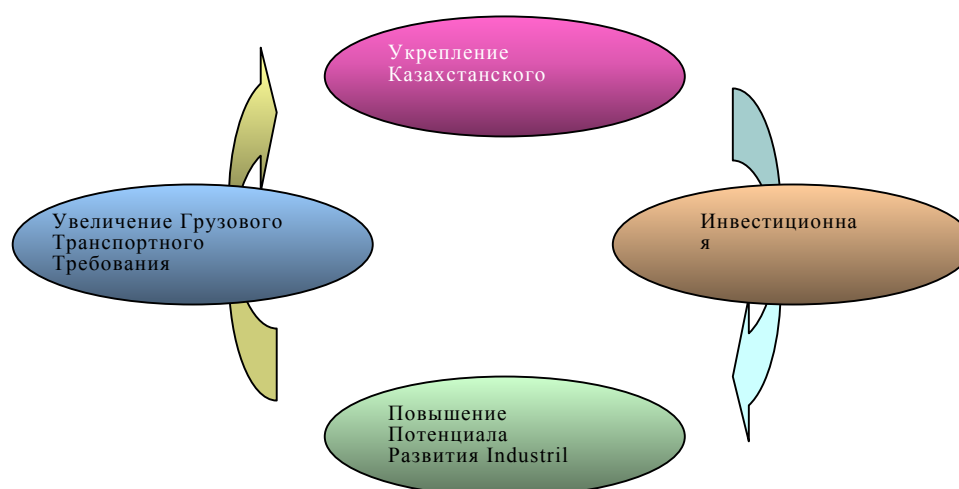 Укрепление
Казахстанского
Увеличение Грузового
Транспортного
Требования
Инвестиционна
я
Повышение
Потенциала
Развития Industril